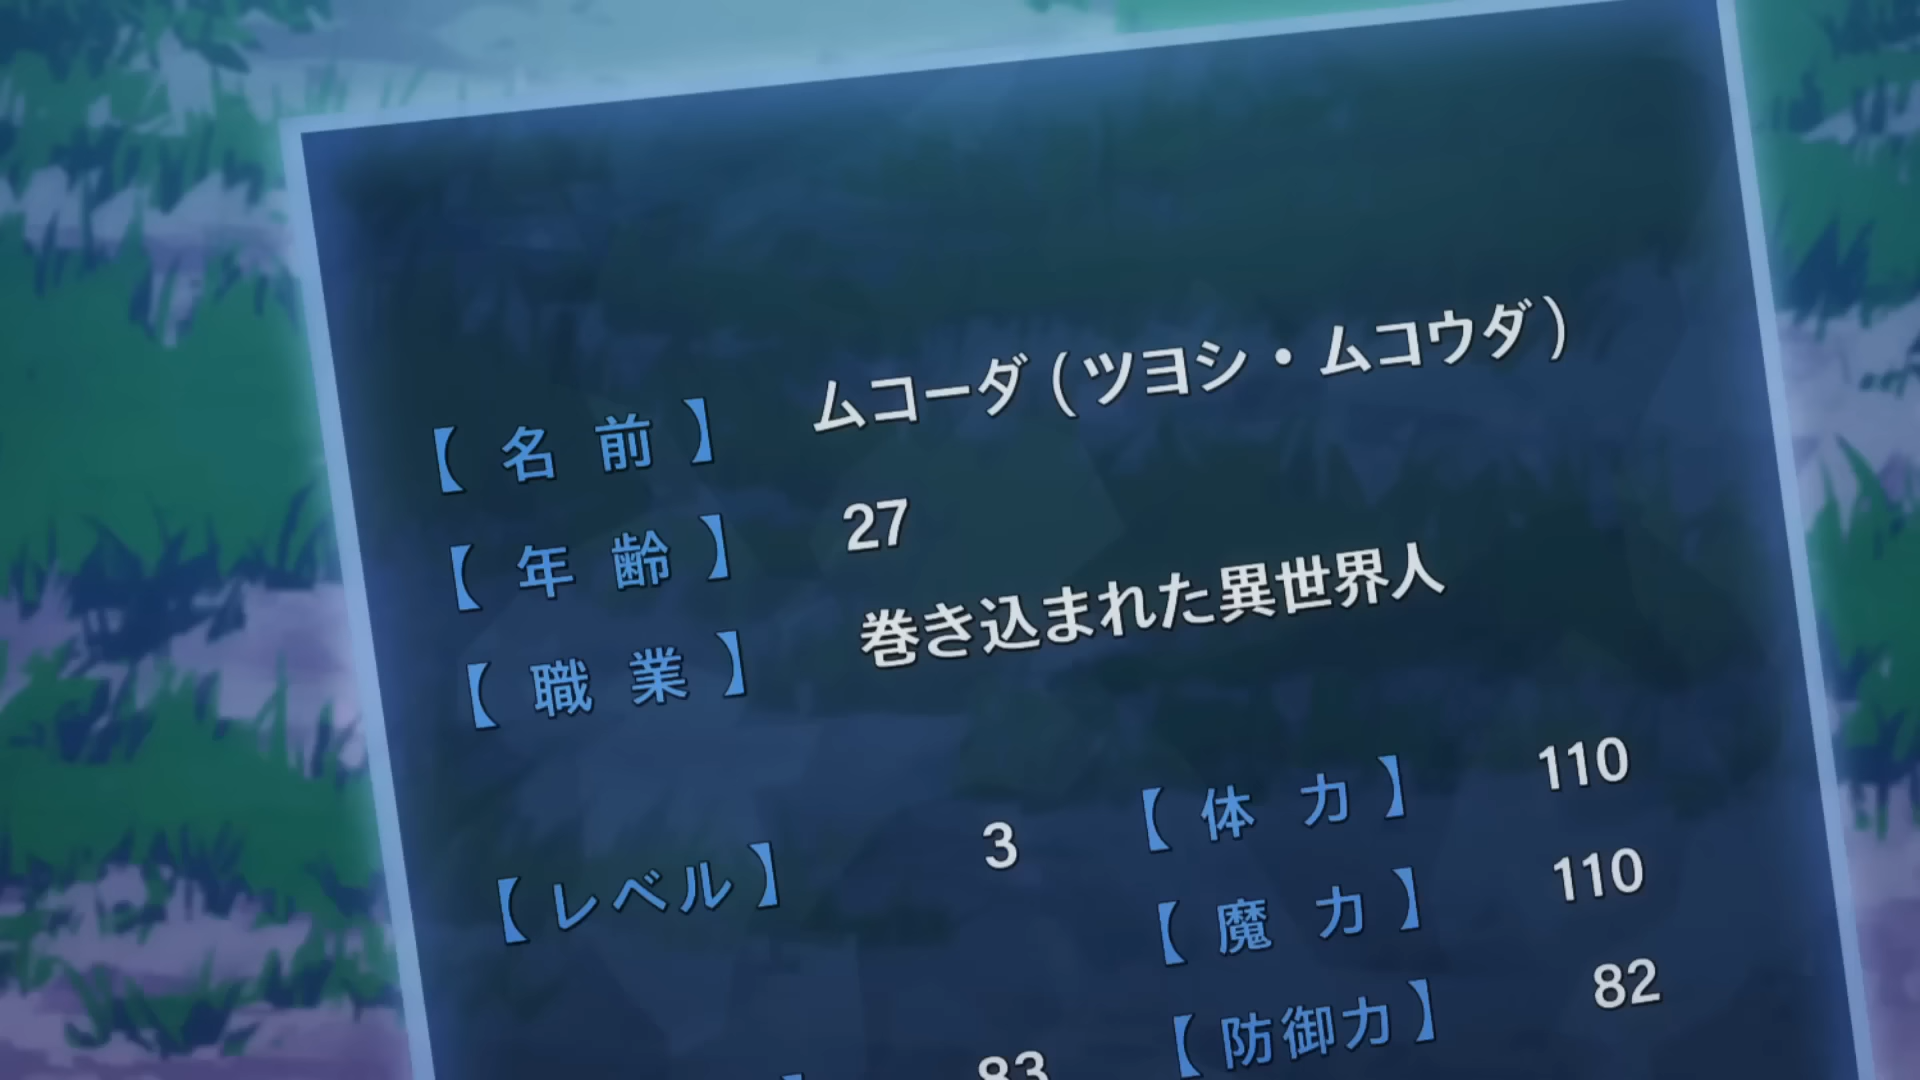 【名前】 ムコーダ(ツヨシ・ムコウダ)
【年齢】 27
【職業】 巻き込まれた異世界人
【レベル】 3 【体力】 110
【魔力】 110
83 【防御力】 82